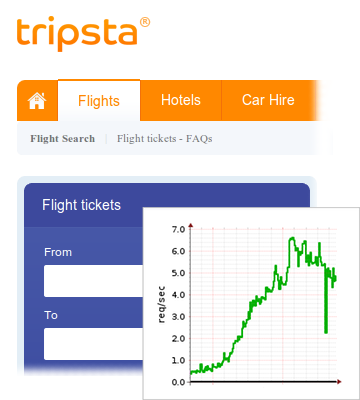 tripsta®
Flights Hotels Car Hire
Flight Search Flight tickets - FAQs
Flight tickets
From
To
req/sec
7.0
6.0
5.0
4.0
3.0
2.0
1.0
0.0